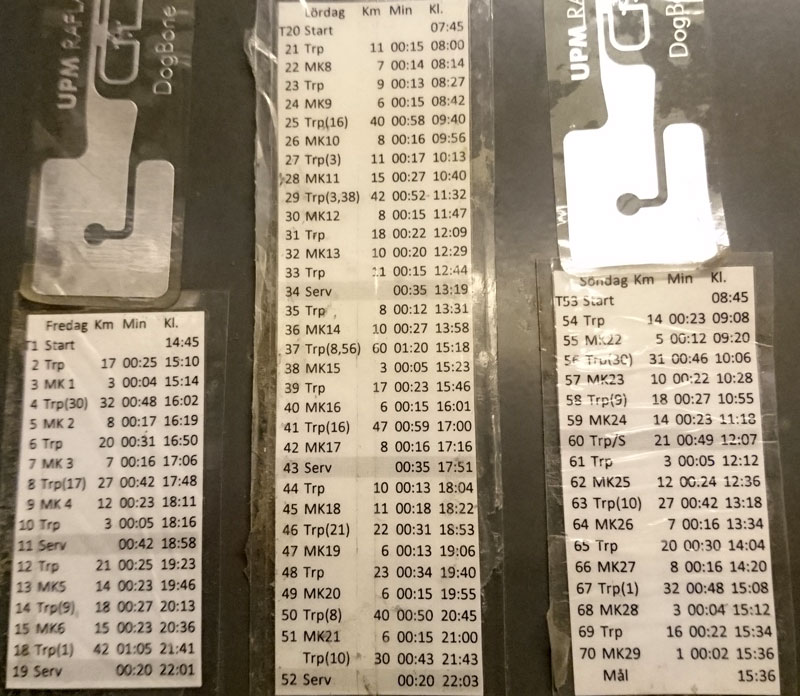 UPM RAFLA
DogBone
Fredag Km Min Kl.
T1 Start 14:45
2 Trp 17 00:25 15:10
3 MK 1 3 00:04 15:14
4 Trp(30) 32 00:48 16:02
5 MK 2 8 00:17 16:19
6 Trp 20 00:31 16:50
7 MK 3 7 00:16 17:06
8 Trp(17) 27 00:42 17:48
9 MK 4 12 00:23 18:11
10 Trp 3 00:05 18:16
11 Serv 00:42 18:58
12 Trp 21 00:25 19:23
13 MK5 14 00:23 19:46
14 Trp(9) 18 00:27 20:13
15 MK6 15 00:23 20:36
18 Trp(1) 42 01:05 21:41
19 Serv 00:20 22:01
Lördag Km Min Kl.
T20 Start 07:45
21 Trp 11 00:15 08:00
22 MK8 7 00:14 08:14
23 Trp 9 00:13 08:27
24 MK9 6 00:15 08:42
25 Trp(16) 40 00:58 09:40
26 MK10 8 00:16 09:56
27 Trp(3) 11 00:17 10:13
28 MK11 15 00:27 10:40
29 Trp(3,38) 42 00:52 11:32
30 MK12 8 00:15 11:47
31 Trp 18 00:22 12:09
32 MK13 10 00:20 12:29
33 Trp 11 00:15 12:44
34 Serv 00:35 13:19
35 Trp 8 00:12 13:31
36 MK14 10 00:27 13:58
37 Trp(8,56) 60 01:20 15:18
38 MK15 3 00:05 15:23
39 Trp 17 00:23 15:46
40 MK16 6 00:15 16:01
41 Trp(16) 47 00:59 17:00
42 MK17 8 00:16 17:16
43 Serv 00:35 17:51
44 Trp 10 00:13 18:04
45 MK18 11 00:18 18:22
46 Trp(21) 22 00:31 18:53
47 MK19 6 00:13 19:06
48 Trp 23 00:34 19:40
49 MK20 6 00:15 19:55
50 Trp(8) 40 00:50 20:45
51 MK21 6 00:15 21:00
Trp(10) 30 00:43 21:43
52 Serv 00:20 22:03
UPM RA
DogBon
Söndag Km Min Kl.
T53 Start 08:45
54 Trp 14 00:23 09:08
55 MK22 5 00:12 09:20
56 Trp(30) 31 00:46 10:06
57 MK23 10 00:22 10:28
58 Trp(9) 18 00:27 10:55
59 MK24 14 00:23 11:18
60 Trp/S 21 00:49 12:07
61 Trp 3 00:05 12:12
62 MK25 12 00:24 12:36
63 Trp(10) 27 00:42 13:18
64 MK26 7 00:16 13:34
65 Trp 20 00:30 14:04
66 MK27 8 00:16 14:20
67 Trp(1) 32 00:48 15:08
68 MK28 3 00:04 15:12
69 Trp 16 00:22 15:34
70 MK29 1 00:02 15:36
Mål 15:36